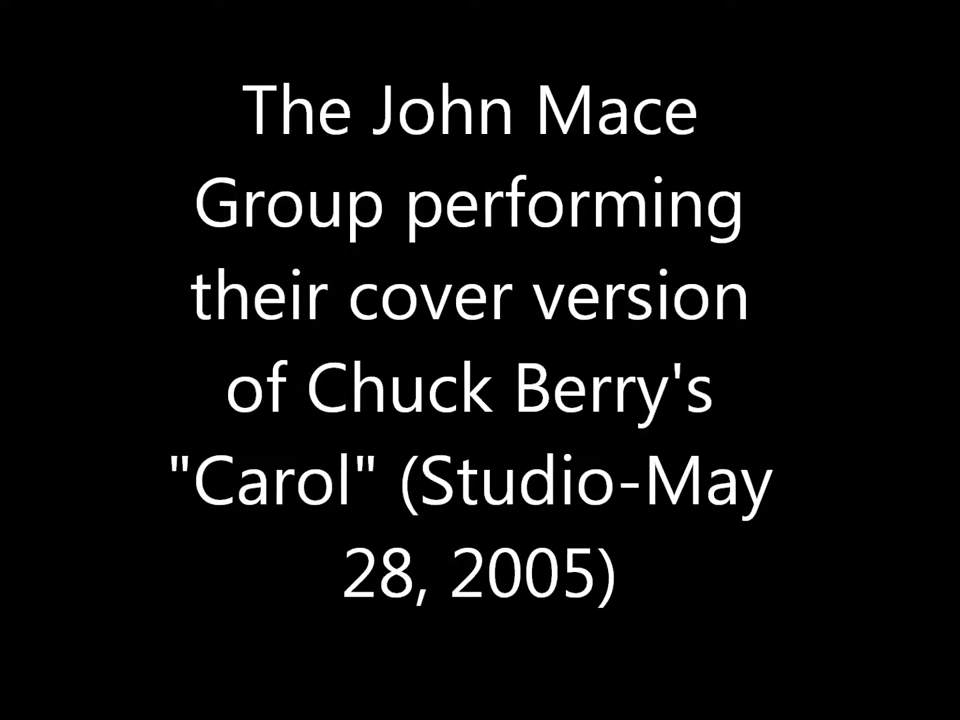 The John Mace
Group performing
their cover version
of Chuck Berry's
"Carol" (Studio-May
28, 2005)